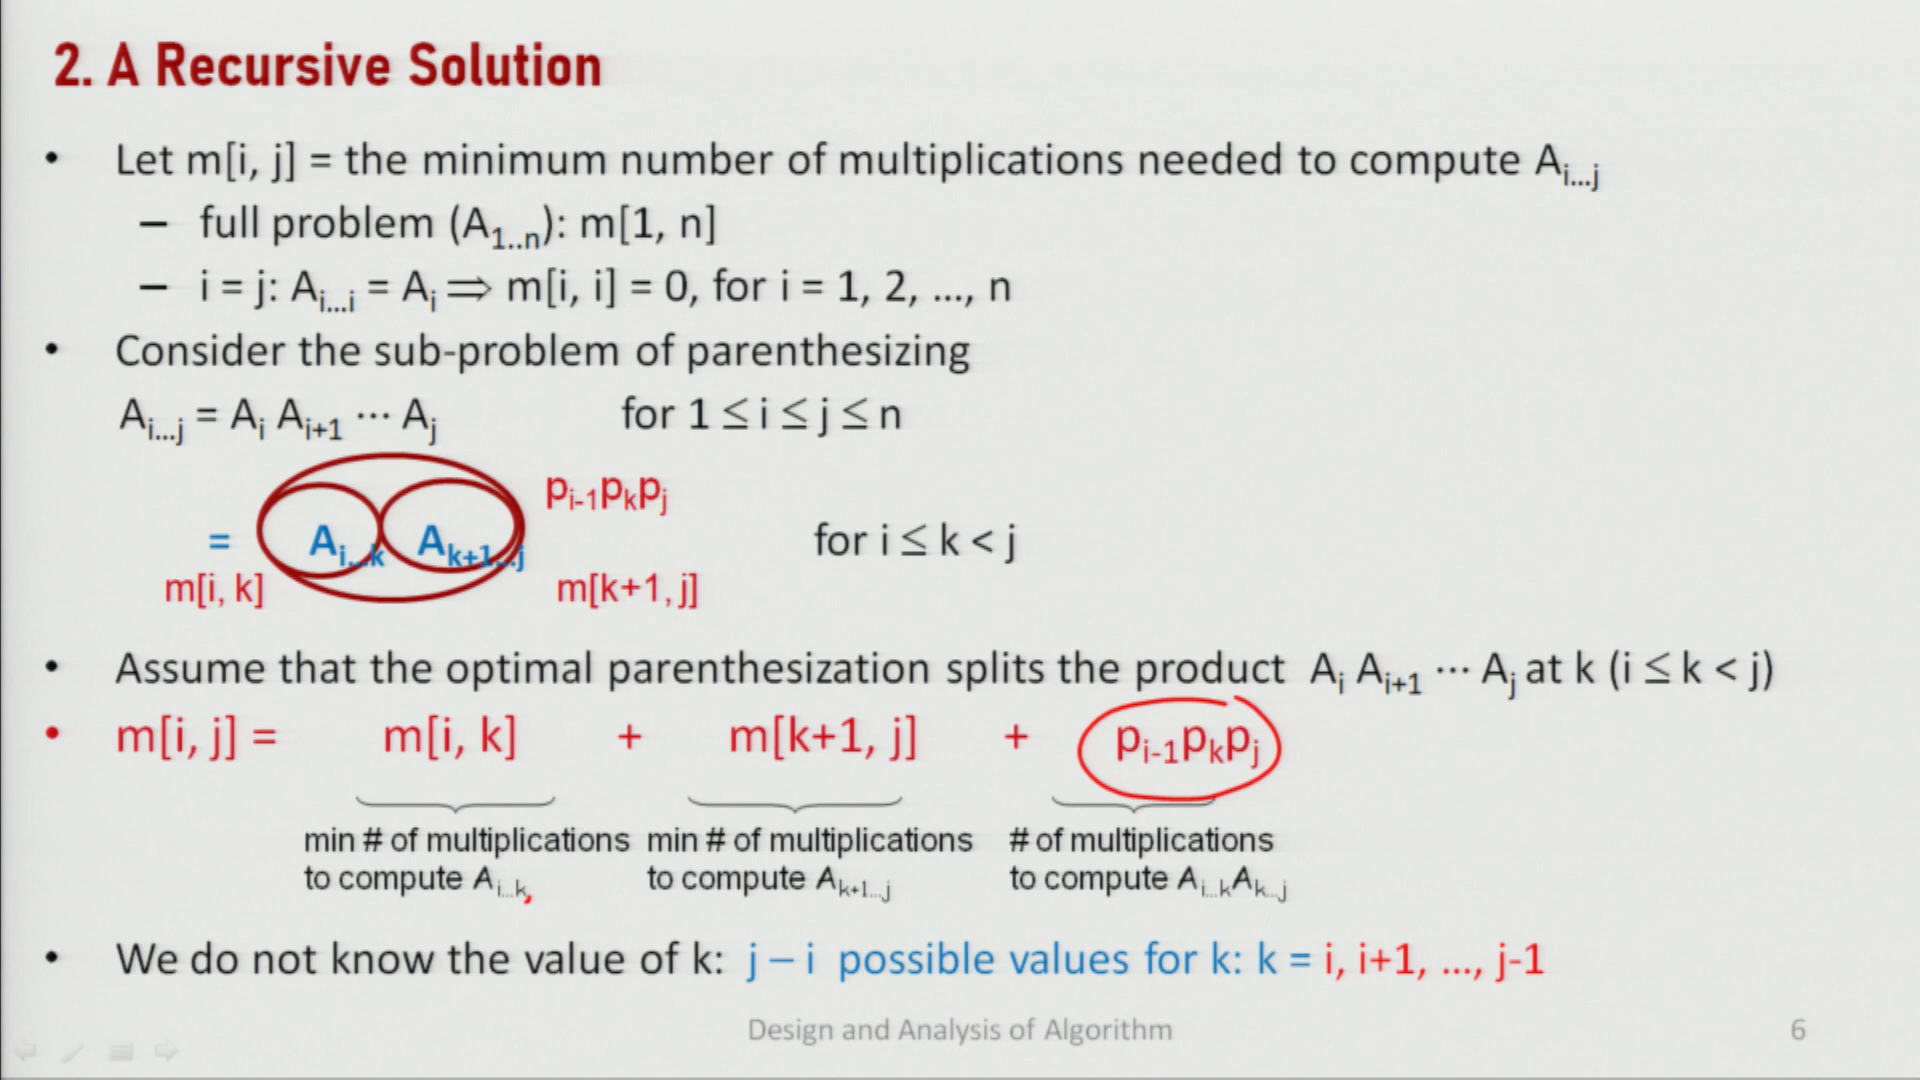 2. A Recursive Solution
• Let m[i, j] = the minimum number of multiplications needed to compute Ai...j
– full problem (A1..n): m[1, n]
– i = j: Ai...i = Ai ⇒ m[i, i] = 0, for i = 1, 2, ..., n
• Consider the sub-problem of parenthesizing
Ai...j = Ai Ai+1 ⋯ Aj for 1 ≤ i ≤ j ≤ n
pi-1pkpj
= Ai...k Ak+1...j for i ≤ k < j
m[i, k] m[k+1, j]
• Assume that the optimal parenthesization splits the product Ai Ai+1 ⋯ Aj at k (i ≤ k < j)
• m[i, j] = m[i, k] + m[k+1, j] + pi-1pkpj
min # of multiplications min # of multiplications # of multiplications
to compute Ai...k, to compute Ak+1...j to compute Ai...kAk...j
• We do not know the value of k: j – i possible values for k: k = i, i+1, ..., j-1
Design and Analysis of Algorithm 6